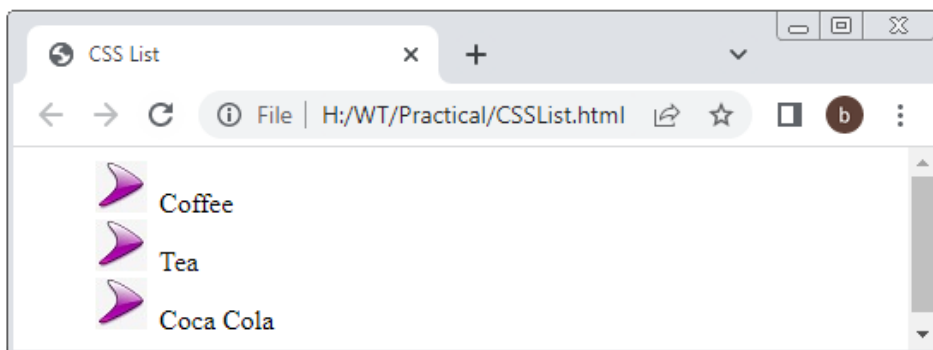 CSS List
File H:/WT/Practical/CSSList.html b
Coffee
Tea
Coca Cola